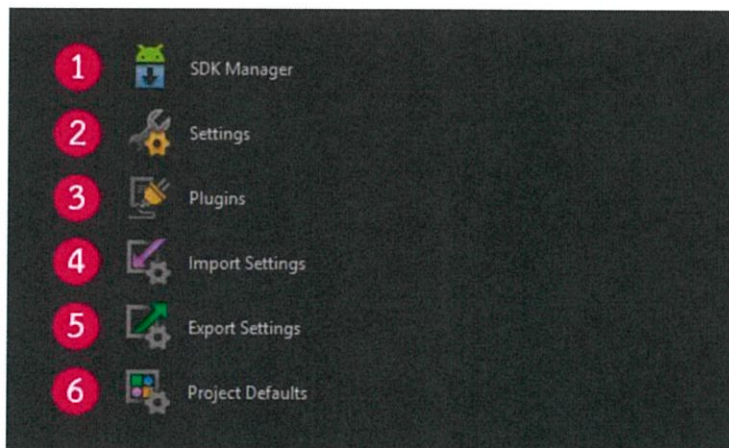 1 SDK Manager
2 Settings
3 Plugins
4 Import Settings
5 Export Settings
6 Project Defaults